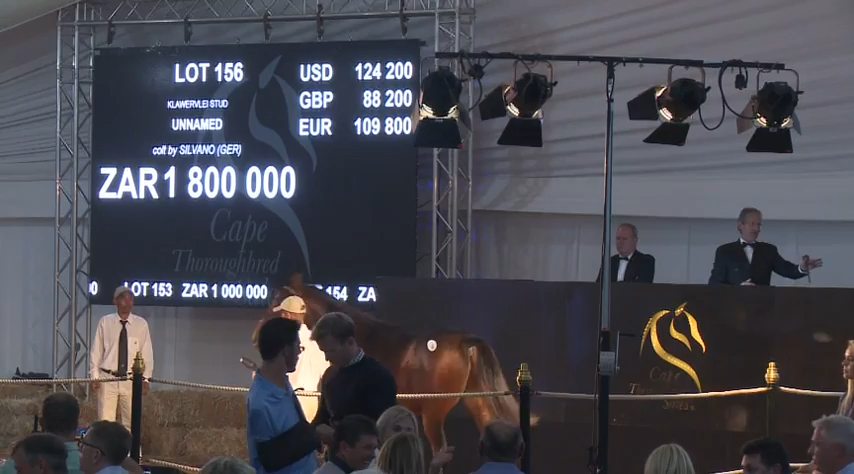 LOT 156
USD 124 200
KLAWERVLEI STUD
GBP 88 200
UNNAMED
EUR 109 800
colt by SILVANO (GER)
ZAR 1 800 000
Cape
Thoroughbred
LOT 153 ZAR 1 000 000 154 ZA
Cape